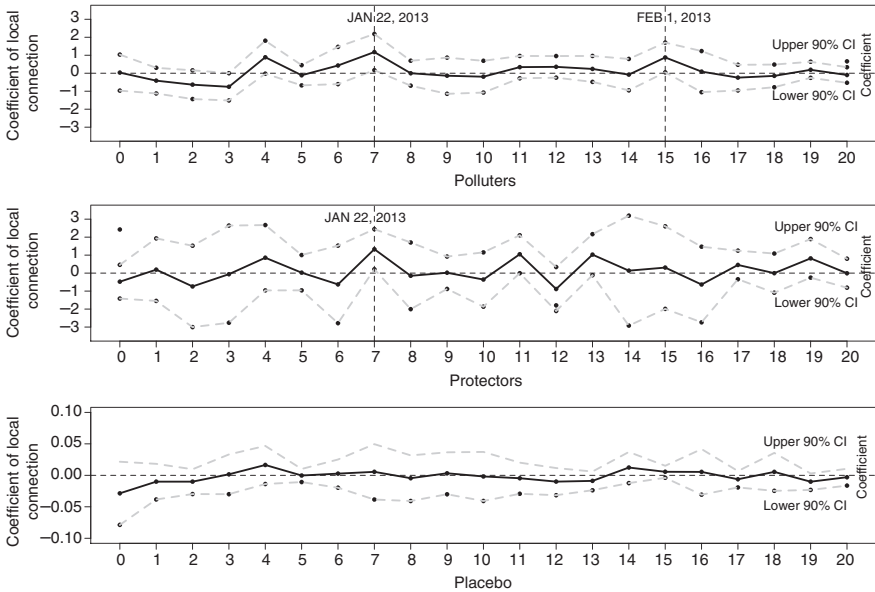 JAN 22, 2013
FEB 1, 2013
Coefficient of local
connection
3
2
1
0
−1
−2
−3
Upper 90% CI
Lower 90% CI
Coefficient
0 1 2 3 4 5 6 7 8 9 10 11 12 13 14 15 16 17 18 19 20
Polluters
JAN 22, 2013
Coefficient of local
connection
3
2
1
0
−1
−2
−3
Upper 90% CI
Lower 90% CI
Coefficient
0 1 2 3 4 5 6 7 8 9 10 11 12 13 14 15 16 17 18 19 20
Protectors
Coefficient of local
connection
0.10
0.05
0.00
−0.05
−0.10
Upper 90% CI
Lower 90% CI
Coefficient
0 1 2 3 4 5 6 7 8 9 10 11 12 13 14 15 16 17 18 19 20
Placebo